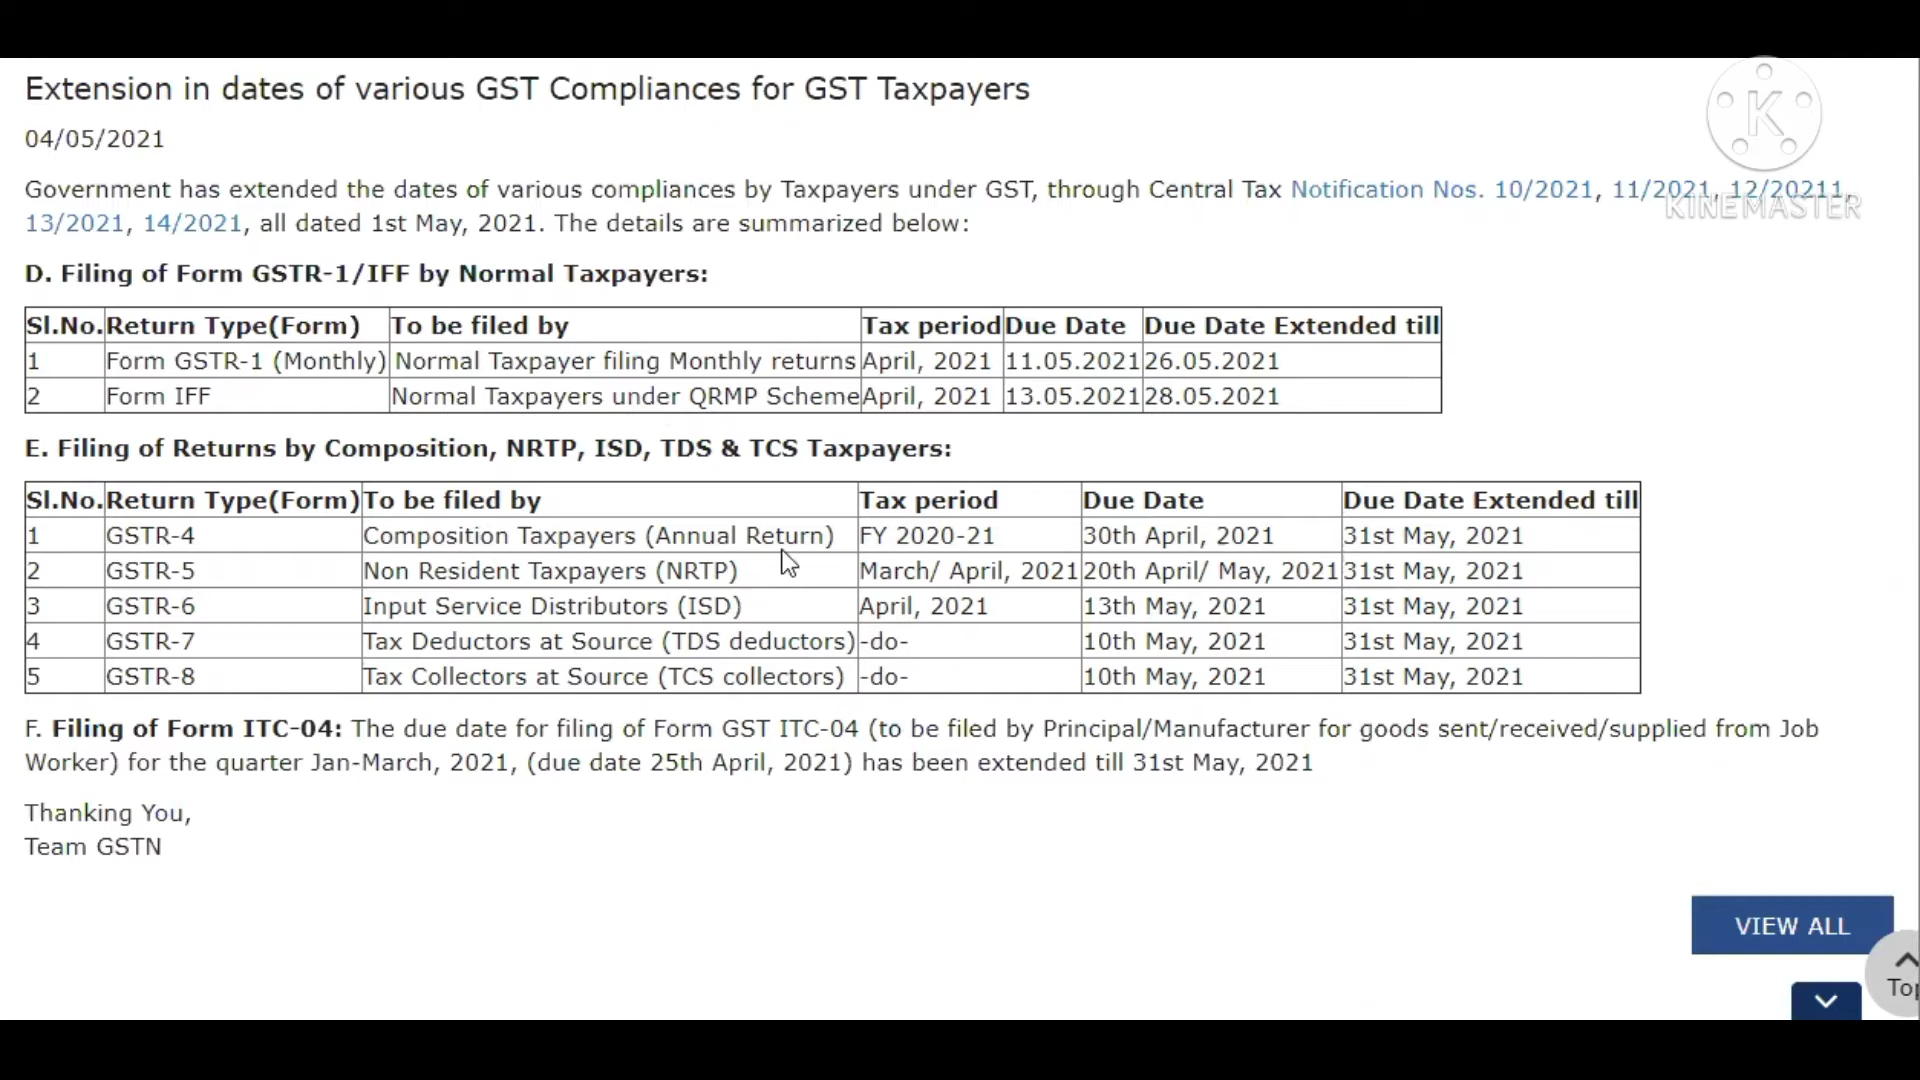 Extension in dates of various GST Compliances for GST Taxpayers
04/05/2021
Government has extended the dates of various compliances by Taxpayers under GST, through Central Tax Notification Nos. 10/2021, 11/2021, 12/20211,
13/2021, 14/2021, all dated 1st May, 2021. The details are summarized below:
K
KINEMASTER
D. Filing of Form GSTR-1/IFF by Normal Taxpayers:
Sl.No. Return Type(Form) To be filed by Tax period Due Date Due Date Extended till
1 Form GSTR-1 (Monthly) Normal Taxpayer filing Monthly returns April, 2021 11.05.2021 26.05.2021
2 Form IFF Normal Taxpayers under QRMP Scheme April, 2021 13.05.2021 28.05.2021
E. Filing of Returns by Composition, NRTP, ISD, TDS & TCS Taxpayers:
Sl.No. Return Type(Form) To be filed by Tax period Due Date Due Date Extended till
1 GSTR-4 Composition Taxpayers (Annual Return) FY 2020-21 30th April, 2021 31st May, 2021
2 GSTR-5 Non Resident Taxpayers (NRTP) March/ April, 2021 20th April/ May, 2021 31st May, 2021
3 GSTR-6 Input Service Distributors (ISD) April, 2021 13th May, 2021 31st May, 2021
4 GSTR-7 Tax Deductors at Source (TDS deductors) -do- 10th May, 2021 31st May, 2021
5 GSTR-8 Tax Collectors at Source (TCS collectors) -do- 10th May, 2021 31st May, 2021
F. Filing of Form ITC-04: The due date for filing of Form GST ITC-04 (to be filed by Principal/Manufacturer for goods sent/received/supplied from Job
Worker) for the quarter Jan-March, 2021, (due date 25th April, 2021) has been extended till 31st May, 2021
Thanking You,
Team GSTN
VIEW ALL
Top